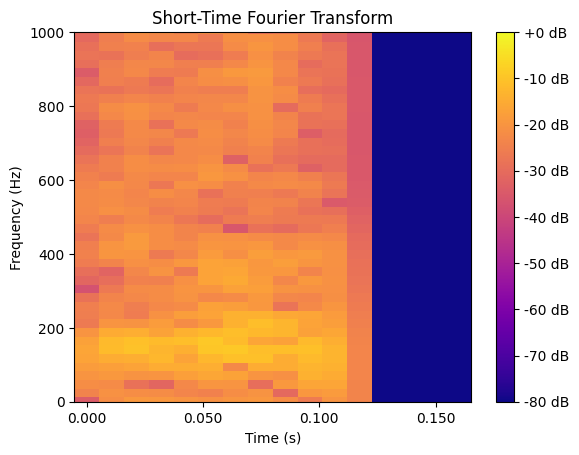 Short-Time Fourier Transform
Frequency (Hz)
1000
800
600
400
200
0
0.000
0.050
0.100
0.150
Time (s)
+0 dB
-10 dB
-20 dB
-30 dB
-40 dB
-50 dB
-60 dB
-70 dB
-80 dB